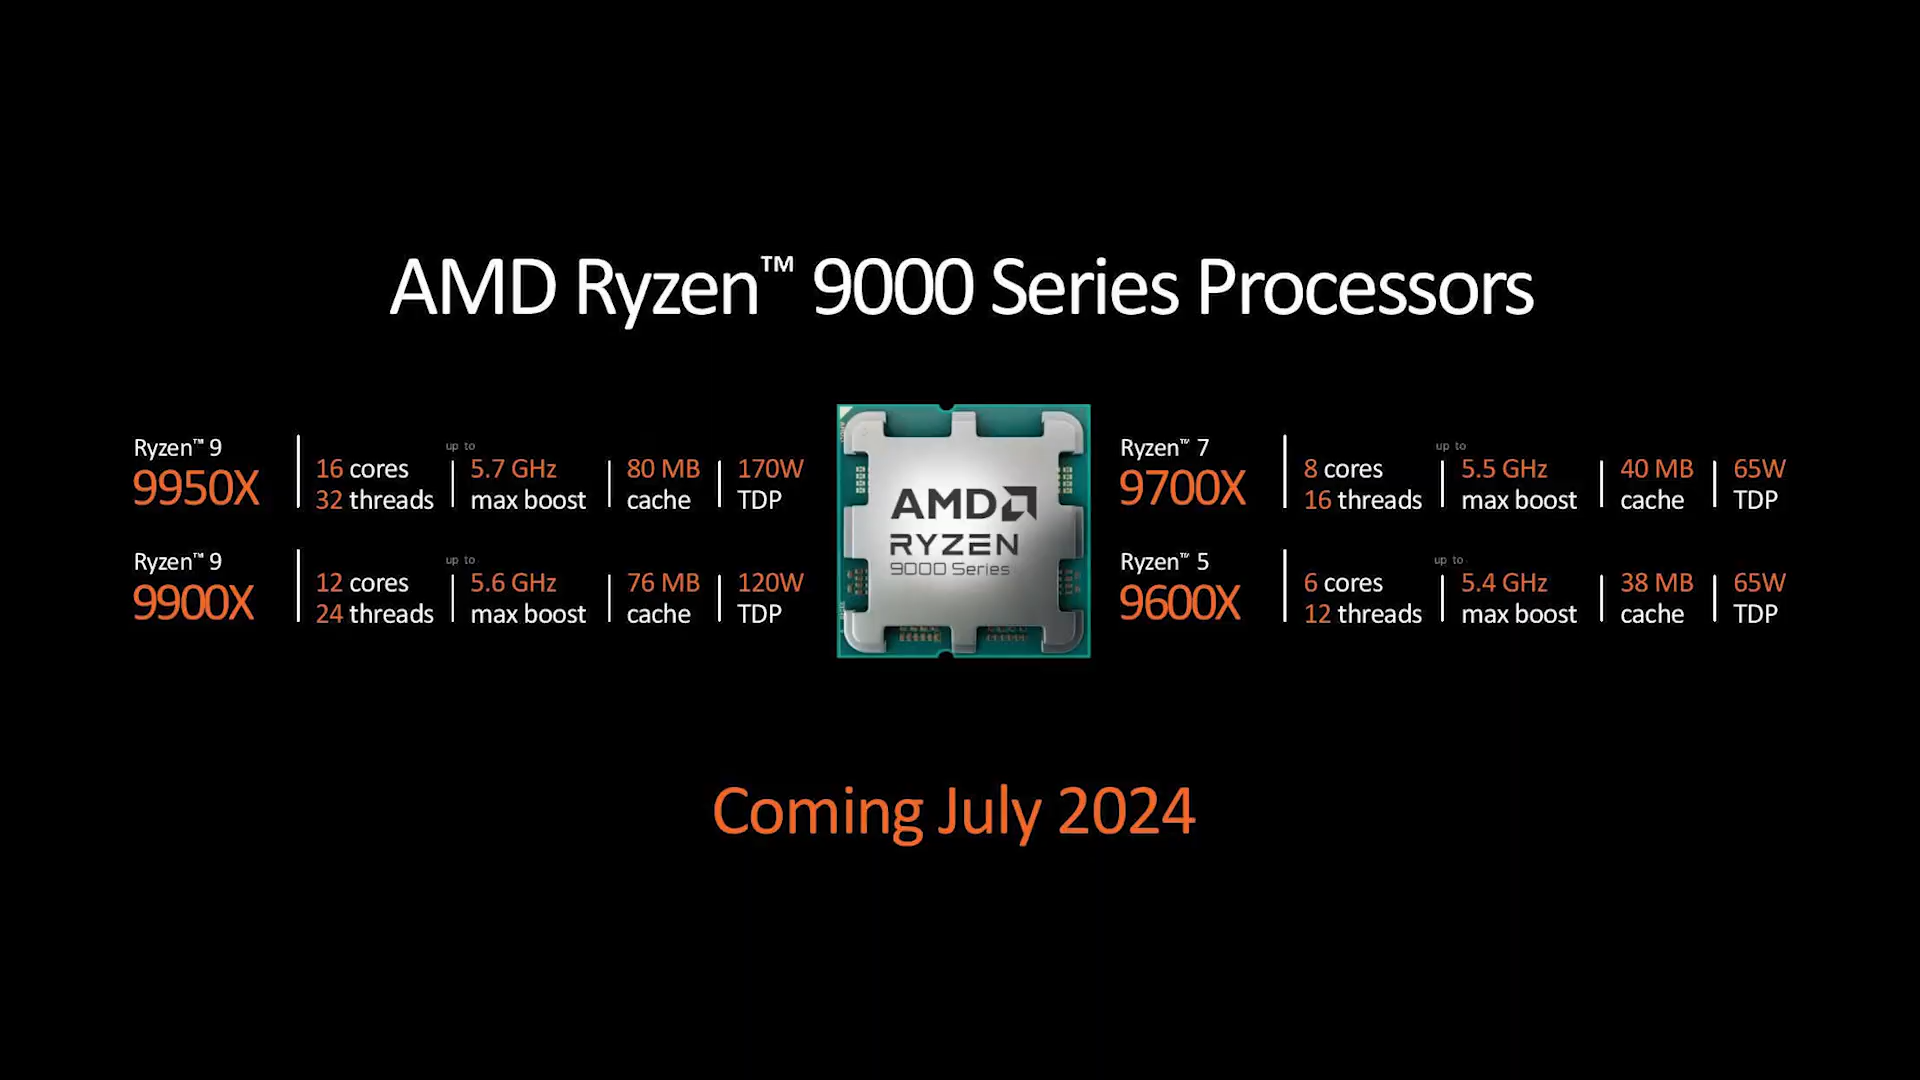 AMD Ryzen™ 9000 Series Processors
Ryzen™ 9
9950X
16 cores
32 threads
up to
5.7 GHz
max boost
80 MB
cache
170W
TDP
Ryzen™ 9
9900X
12 cores
24 threads
up to
5.6 GHz
max boost
76 MB
cache
120W
TDP
AMD
RYZEN
9000 Series
Ryzen™ 7
9700X
8 cores
16 threads
up to
5.5 GHz
max boost
40 MB
cache
65W
TDP
Ryzen™ 5
9600X
6 cores
12 threads
up to
5.4 GHz
max boost
38 MB
cache
65W
TDP
Coming July 2024